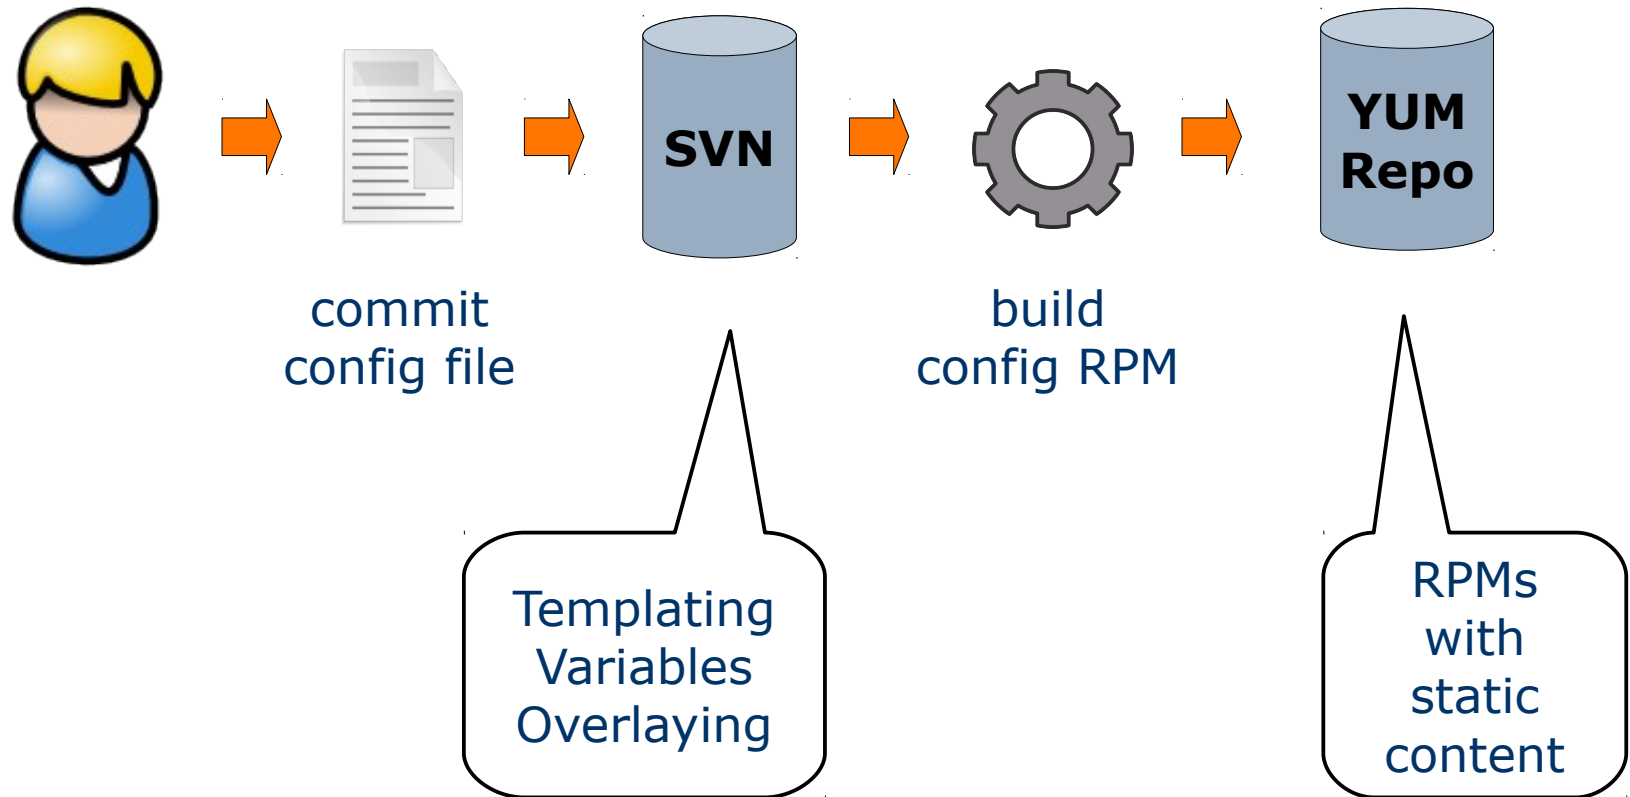 SVN
YUM
Repo
commit
config file
build
config RPM
Templating
Variables
Overlaying
RPMs
with
static
content